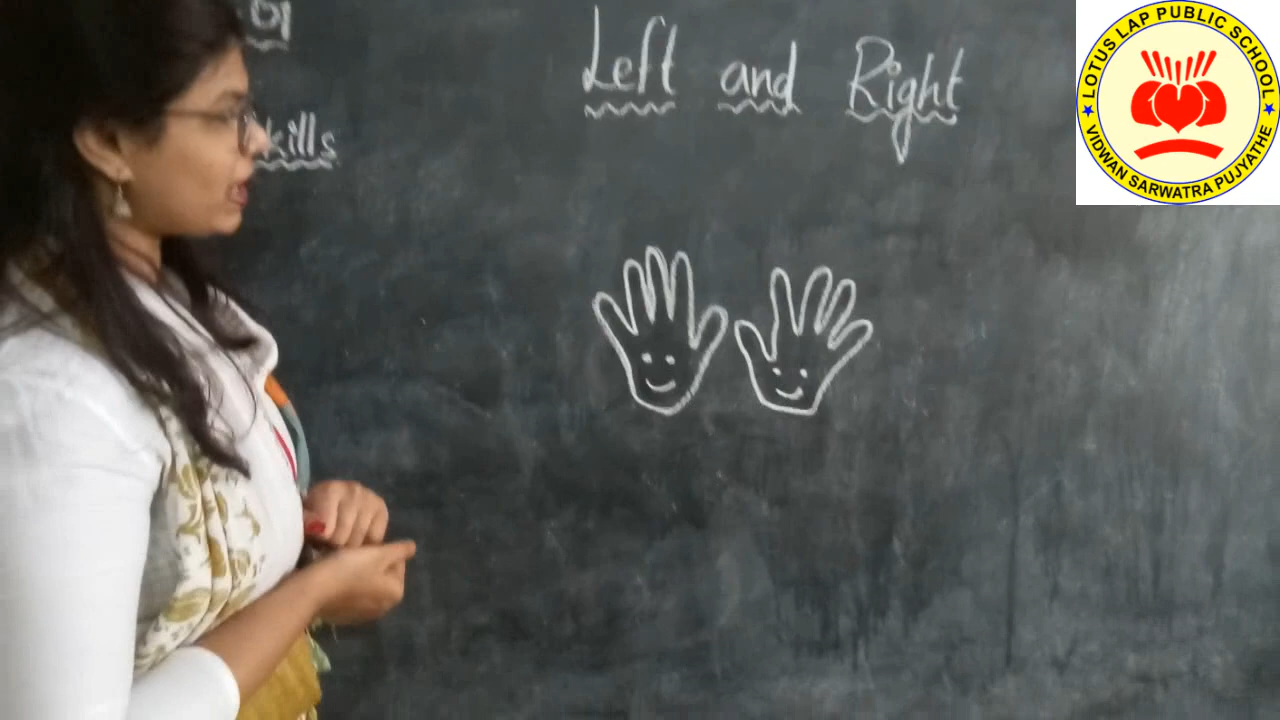 Left and Right
kills
LOTUS LAP PUBLIC SCHOOL
VIDWAN SARWATRA PUJYATHE